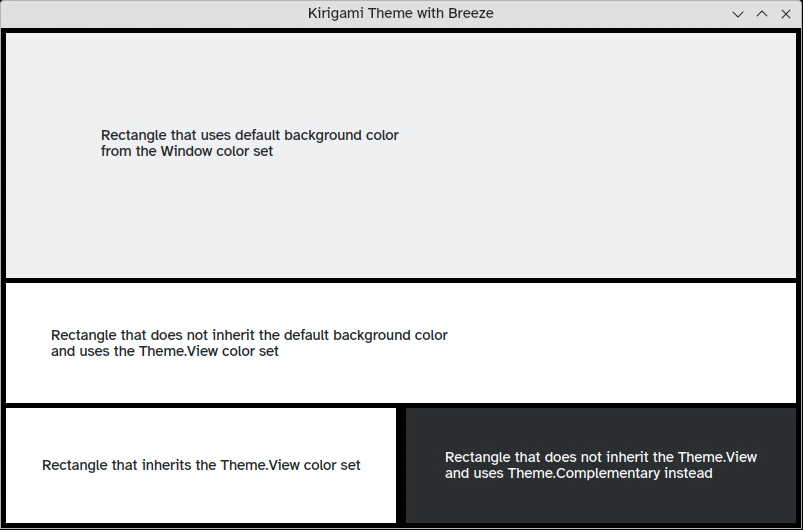 Kirigami Theme with Breeze
Rectangle that uses default background color
from the Window color set
Rectangle that does not inherit the default background color
and uses the Theme.View color set
Rectangle that inherits the Theme.View color set
Rectangle that does not inherit the Theme.View
and uses Theme.Complementary instead